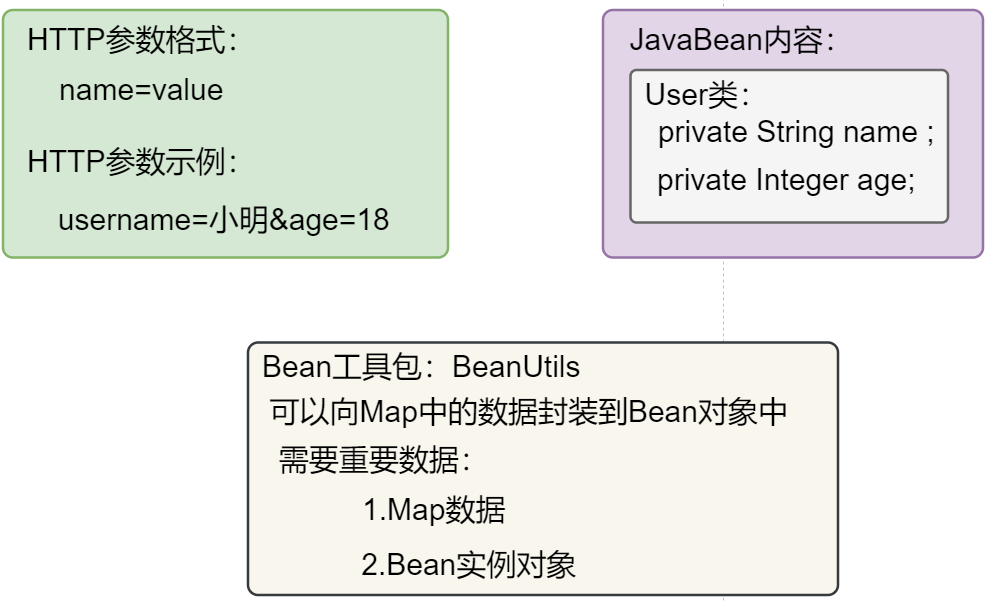 HTTP参数格式：
name=value
HTTP参数示例：
username=小明&age=18
JavaBean内容：
User类：
private String name ;
private Integer age;
Bean工具包：BeanUtils
可以向Map中的数据封装到Bean对象中
需要重要数据：
1.Map数据
2.Bean实例对象